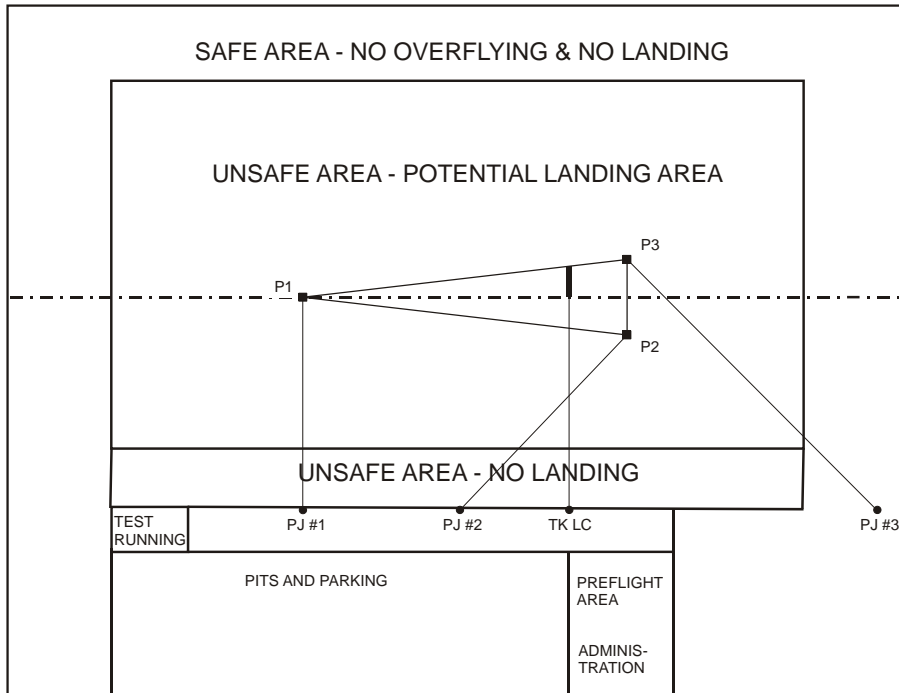 SAFE AREA - NO OVERFLYING & NO LANDING
UNSAFE AREA - POTENTIAL LANDING AREA
P3
P1
P2
UNSAFE AREA - NO LANDING
TEST
RUNNING
PJ #1
PJ #2
TK LC
PJ #3
PITS AND PARKING
PREFLIGHT
AREA
ADMINIS-
TRATION